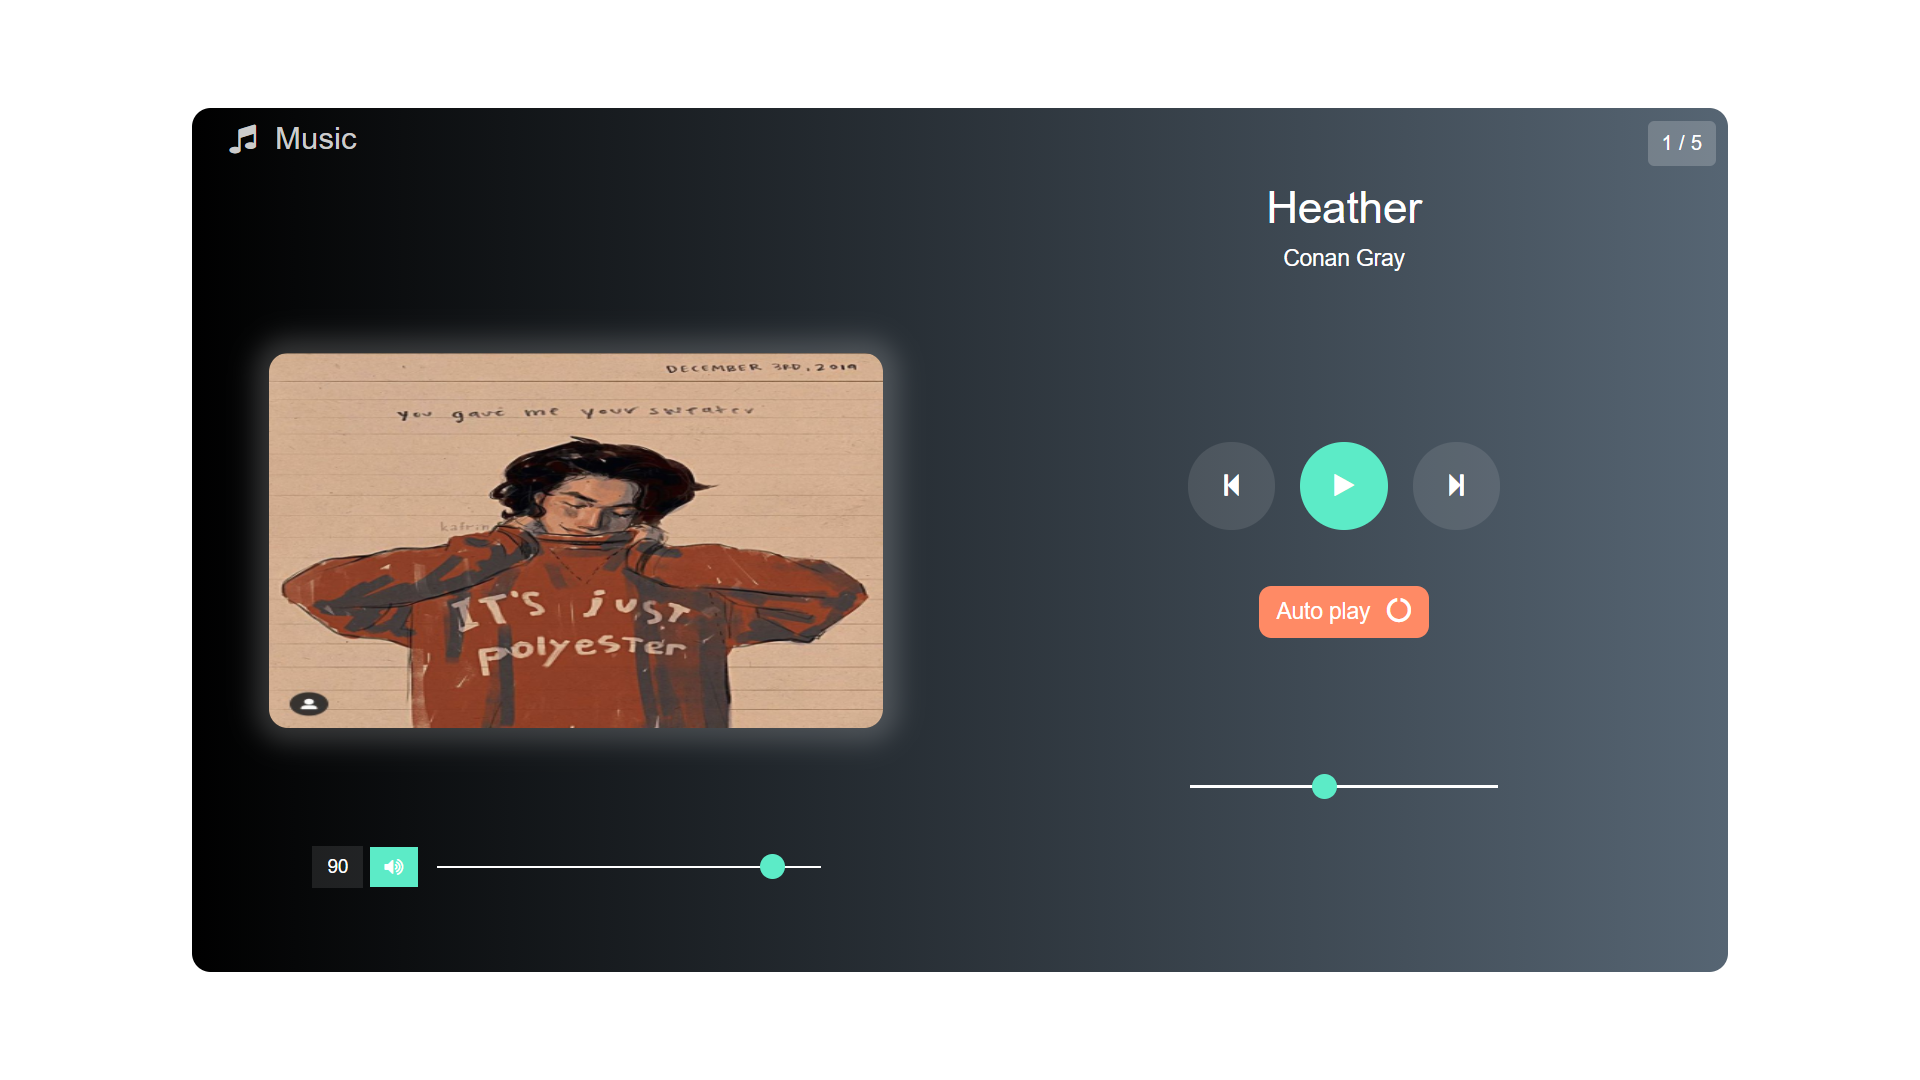 Music
1 / 5
Heather
Conan Gray
DECEMBER 3RD, 2019
you gave me your sweater
IT'S JUST
polyester
Auto play
90